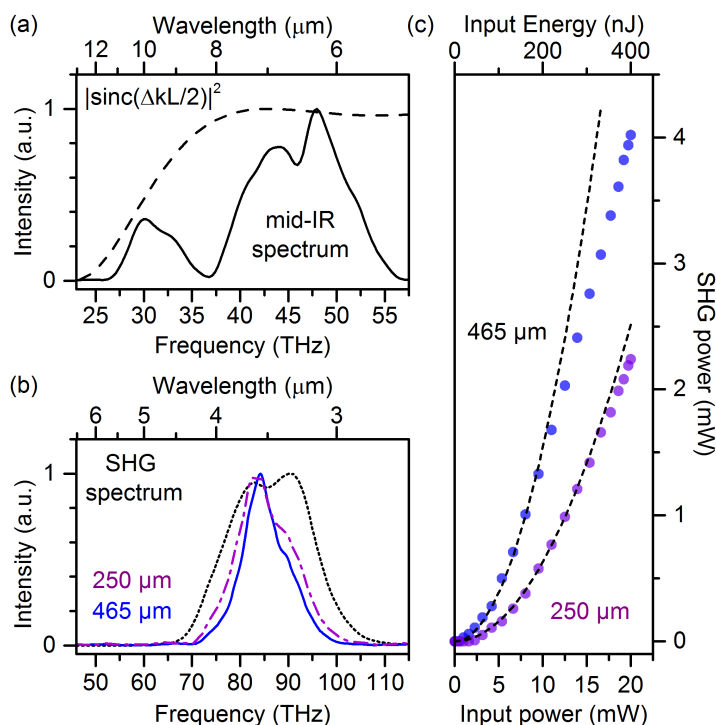 (a)
Wavelength (μm)
12 10 8 6
|sinc(ΔkL/2)|²
mid-IR
spectrum
Intensity (a.u.)
1
0
25 30 35 40 45 50 55
Frequency (THz)
(b)
Wavelength (μm)
6 5 4 3
SHG
spectrum
250 μm
465 μm
Intensity (a.u.)
1
0
50 60 70 80 90 100 110
Frequency (THz)
(c)
Input Energy (nJ)
0 100 200 300 400
465 μm
250 μm
SHG power (mW)
4
3
2
1
0
0 5 10 15 20
Input power (mW)